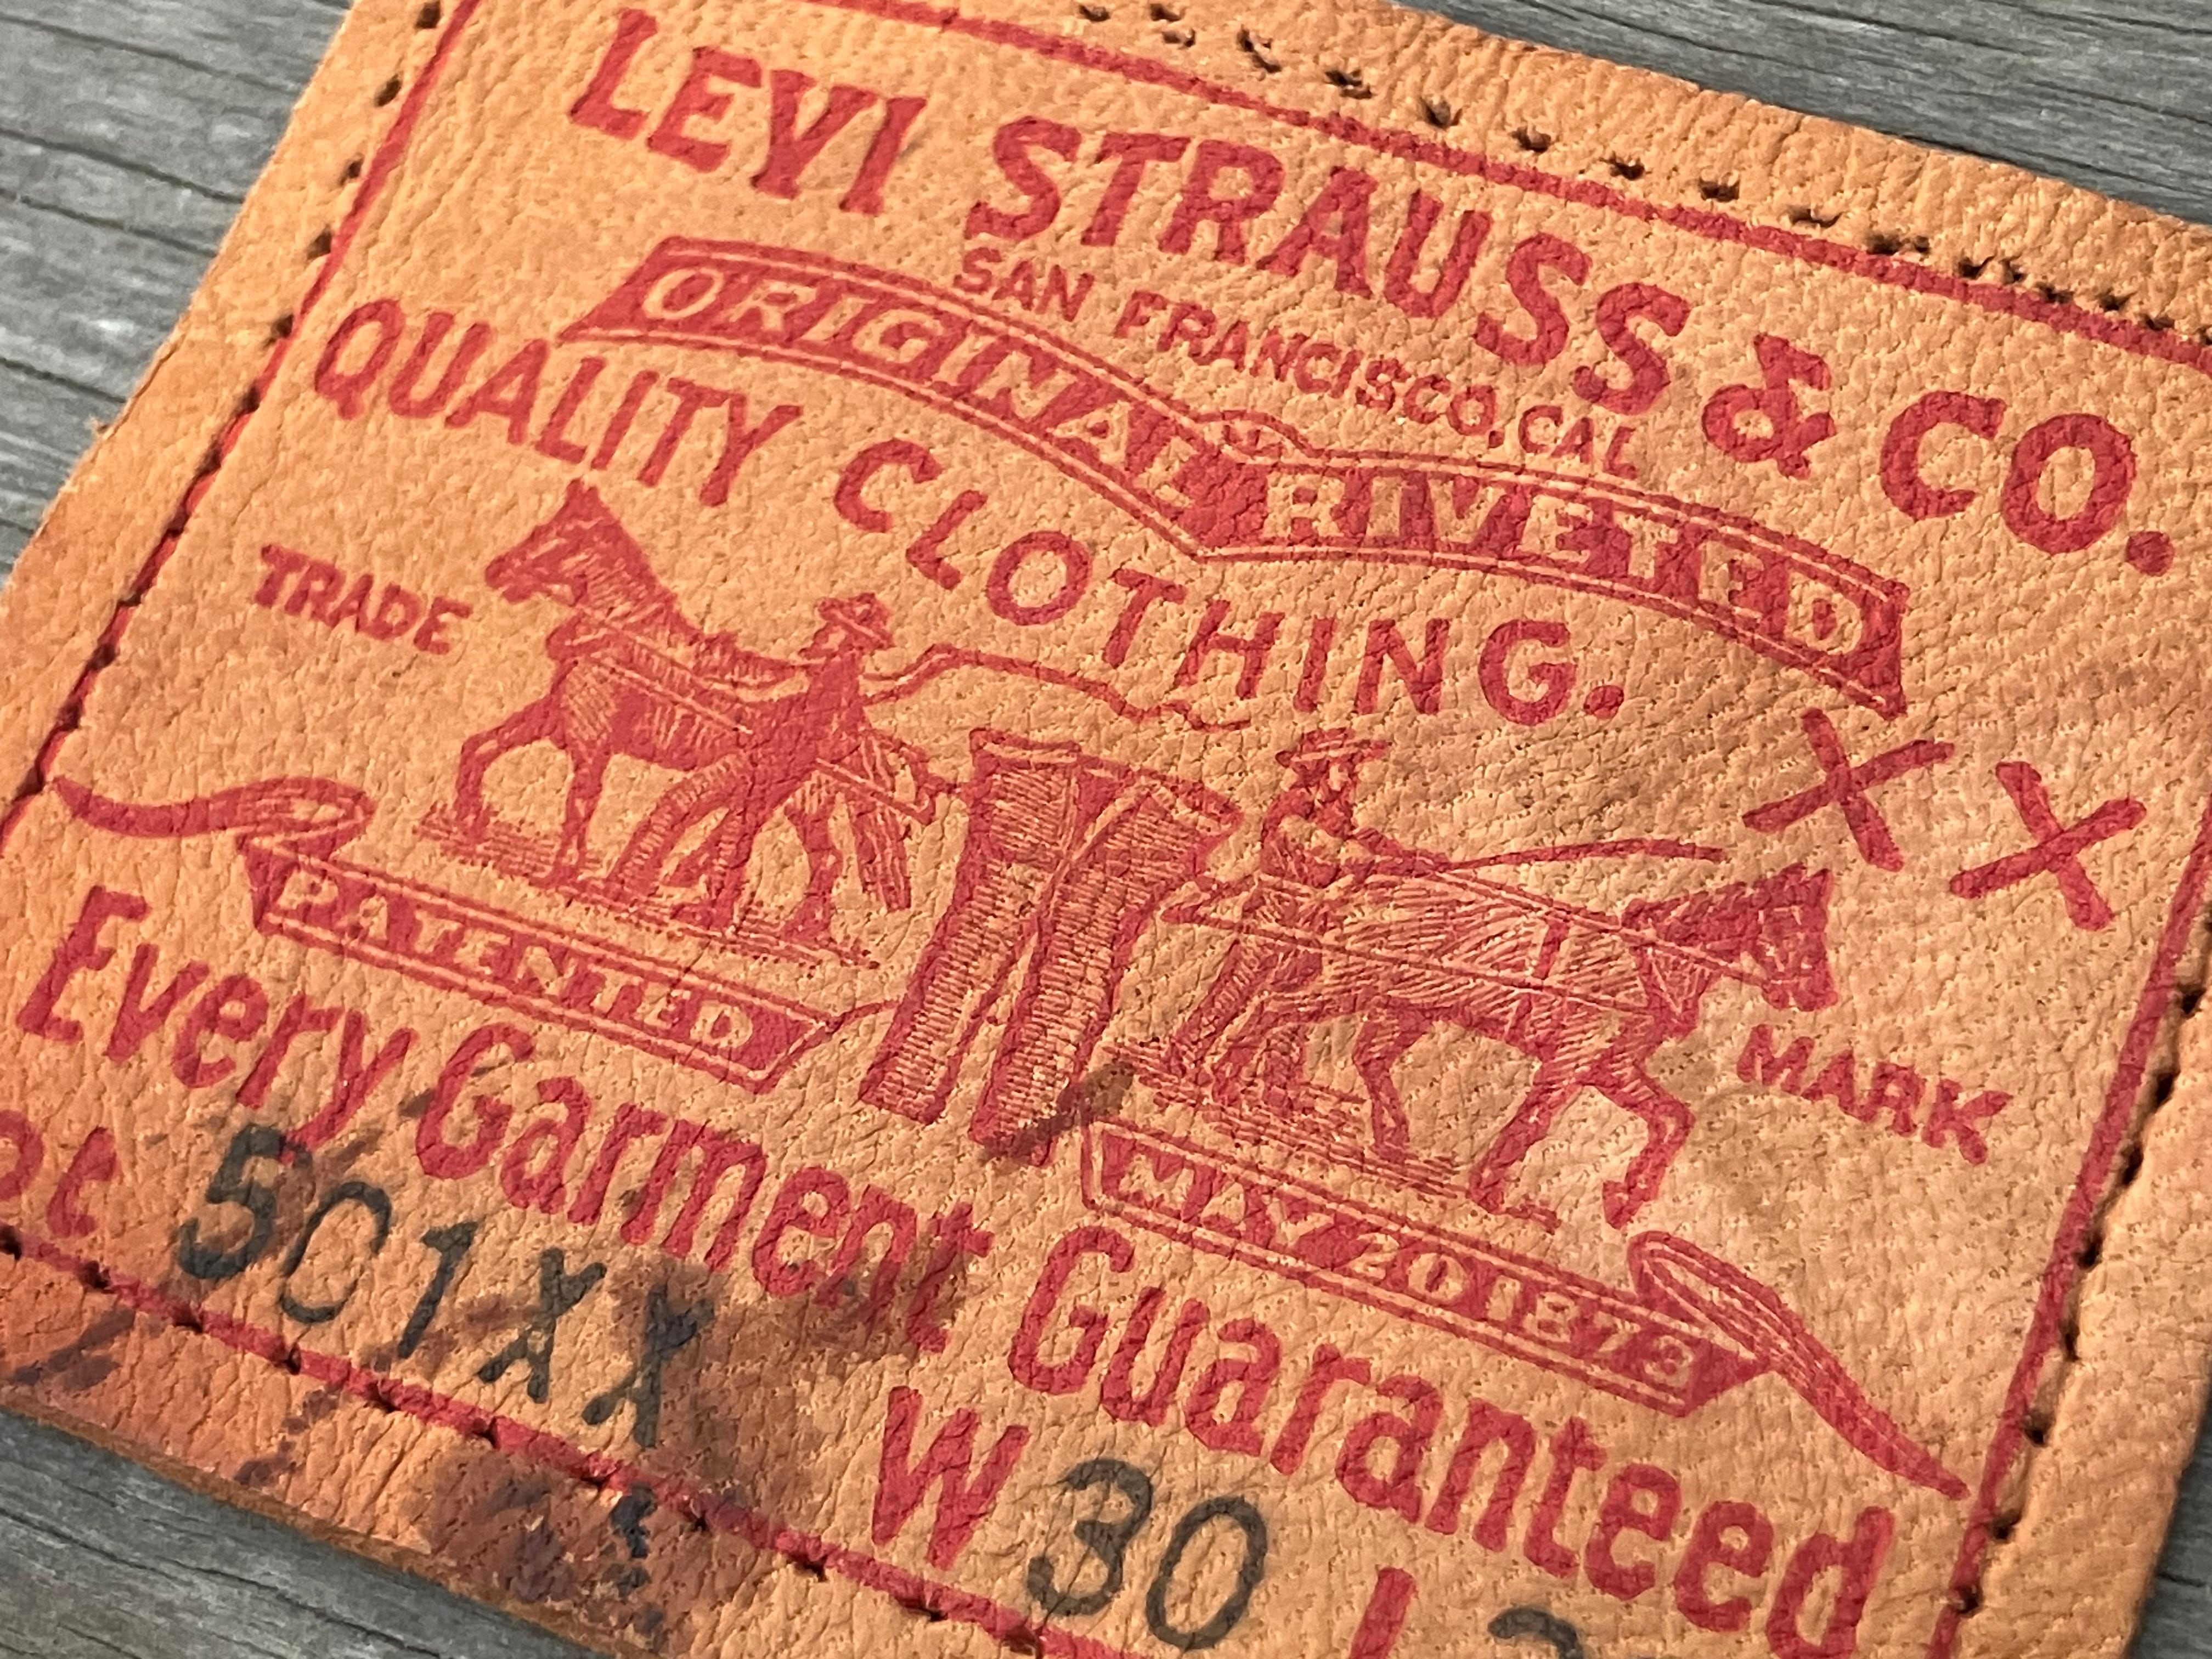 LEVI STRAUSS & CO.
SAN FRANCISCO, CAL
ORIGINAL RIVETED
QUALITY CLOTHING.
XX
TRADE MARK
PATENTED
MAY 20 1873
Every Garment Guaranteed
501XX
W 30 L